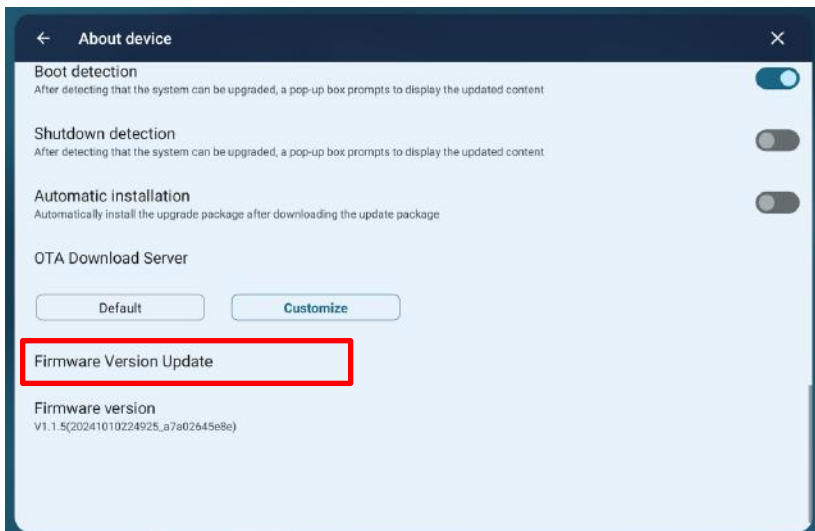 About device
Boot detection
After detecting that the system can be upgraded, a pop-up box prompts to display the updated content
Shutdown detection
After detecting that the system can be upgraded, a pop-up box prompts to display the updated content
Automatic installation
Automatically install the upgrade package after downloading the update package
OTA Download Server
Default Customize
Firmware Version Update
Firmware version
V1.1.5(20241010224925_a7a02645e8e)